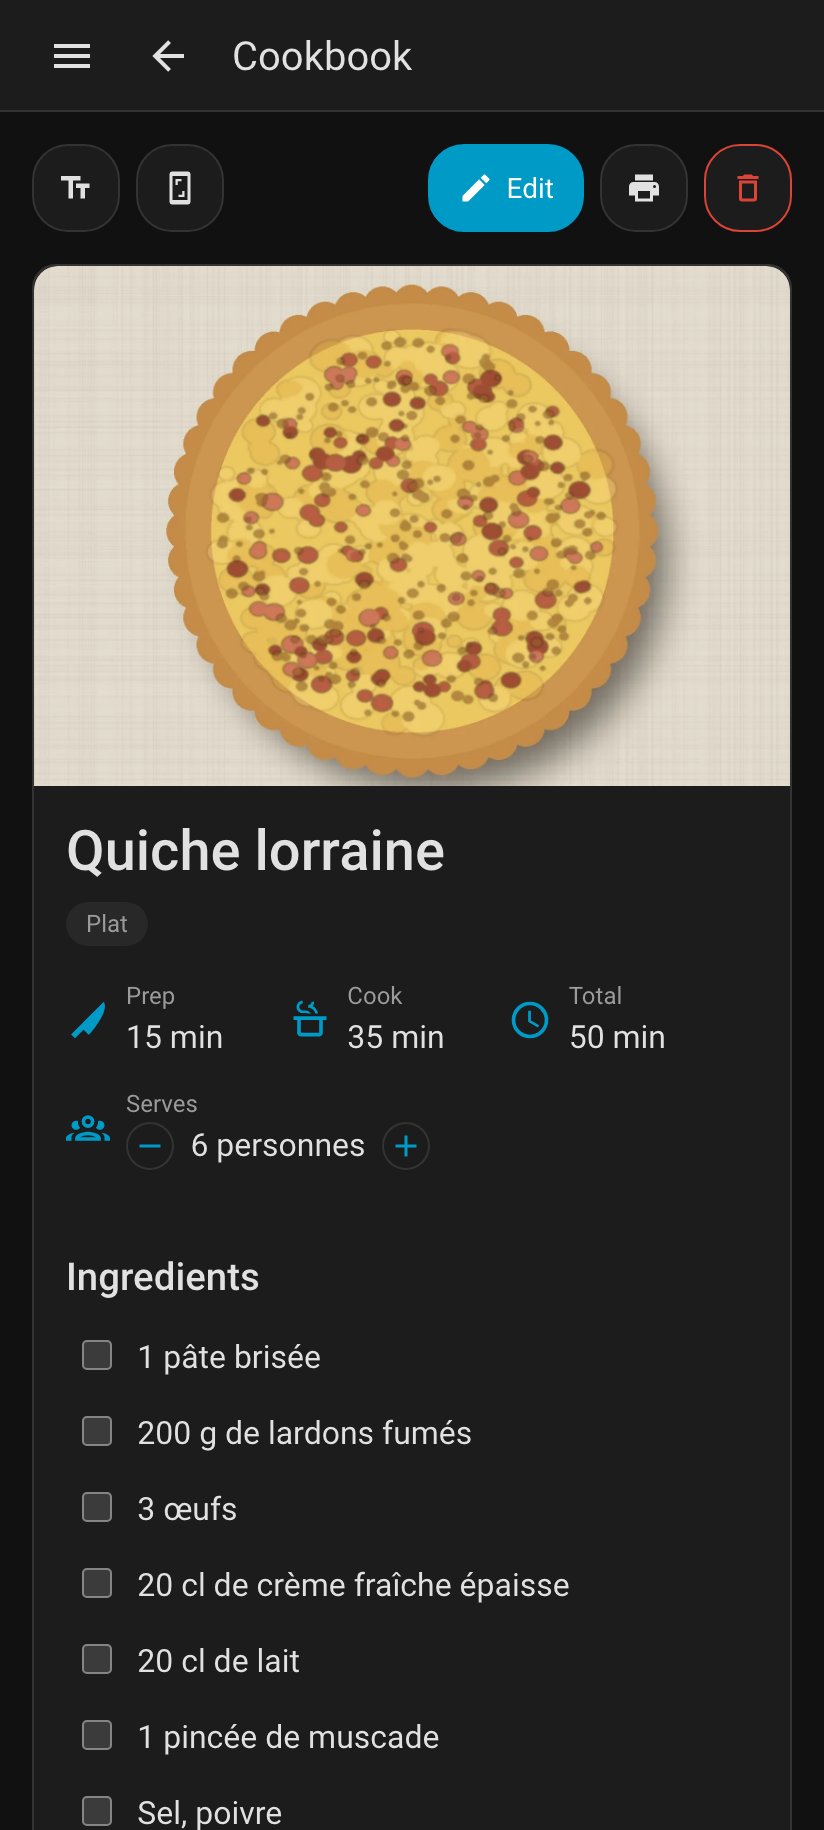 Cookbook
Edit
Quiche lorraine
Plat
Prep
15 min
Cook
35 min
Total
50 min
Serves
6 personnes
Ingredients
1 pâte brisée
200 g de lardons fumés
3 œufs
20 cl de crème fraîche épaisse
20 cl de lait
1 pincée de muscade
Sel, poivre